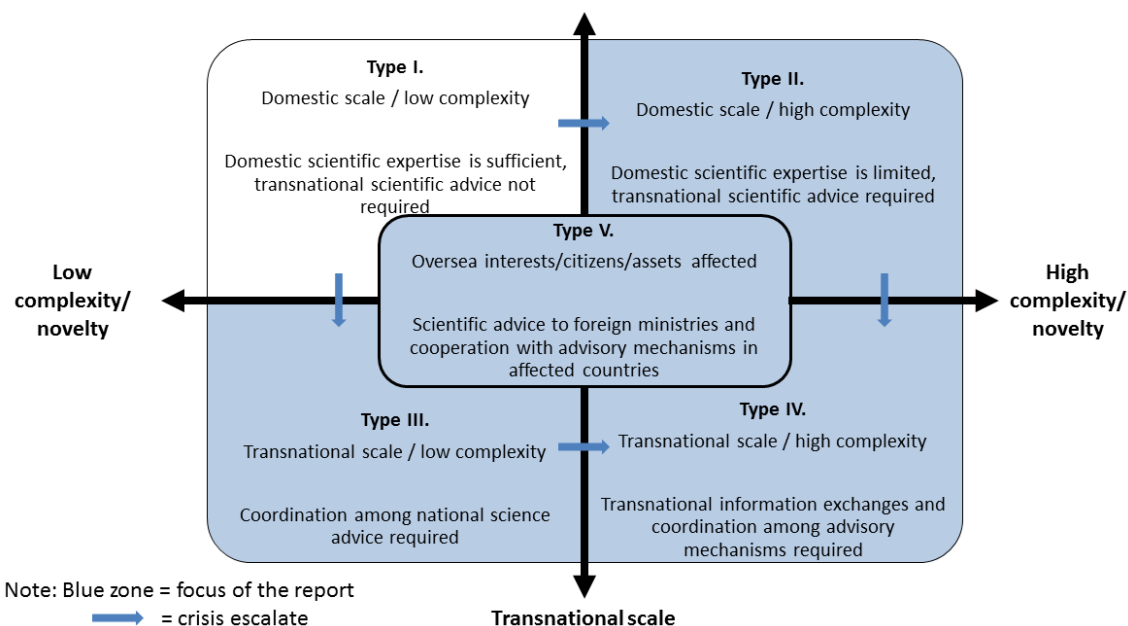 Type I.
Domestic scale / low complexity
Domestic scientific expertise is sufficient,
transnational scientific advice not
required
Type II.
Domestic scale / high complexity
Domestic scientific expertise is limited,
transnational scientific advice required
Type V.
Oversea interests/citizens/assets affected
Scientific advice to foreign ministries and
cooperation with advisory mechanisms in
affected countries
Low
complexity/
novelty
High
complexity/
novelty
Type III.
Transnational scale / low complexity
Coordination among national science
advice required
Type IV.
Transnational scale / high complexity
Transnational information exchanges and
coordination among advisory
mechanisms required
Note: Blue zone = focus of the report
= crisis escalate
Transnational scale